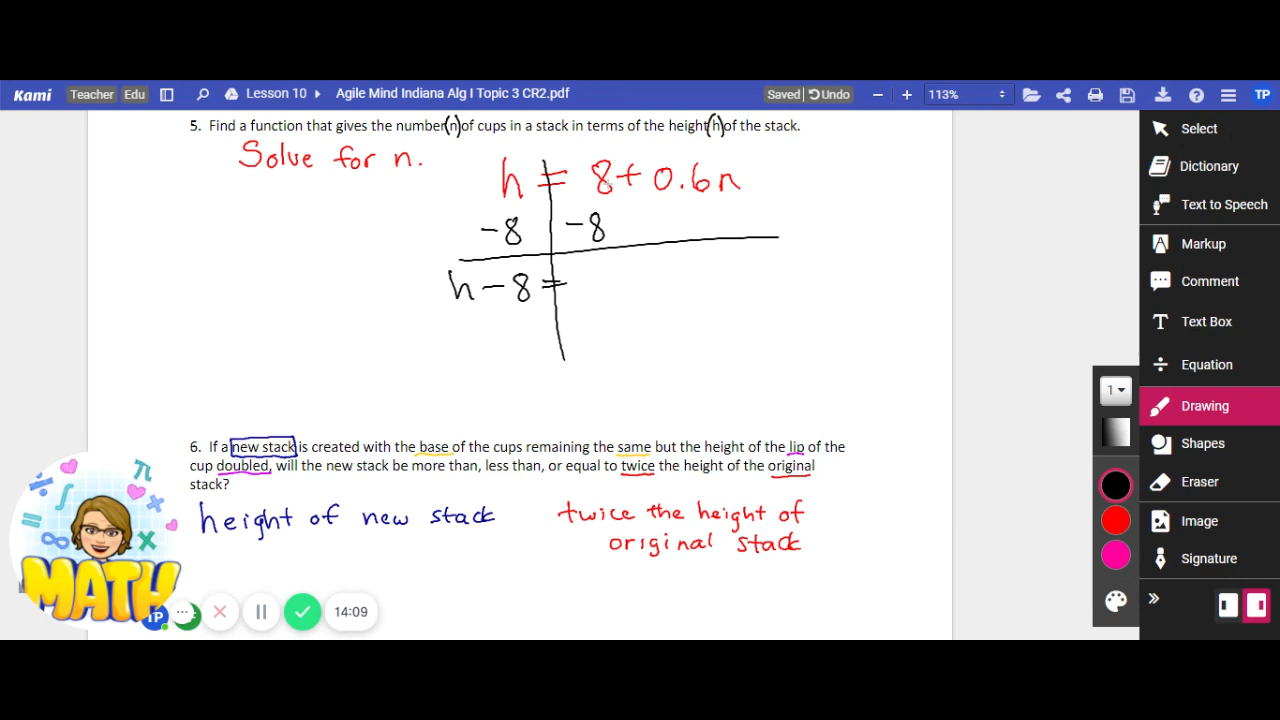 Kami Teacher Edu Lesson 10 Agile Mind Indiana Alg I Topic 3 CR2.pdf Saved Undo 113% TP
5. Find a function that gives the number (n) of cups in a stack in terms of the height (h) of the stack.
Solve for n.
h = 8 + 0.6n
-8 -8
h - 8 =
6. If a new stack is created with the base of the cups remaining the same but the height of the lip of the
cup doubled, will the new stack be more than, less than, or equal to twice the height of the original
stack?
height of new stack
twice the height of
original stack
MATH
TP
14:09
Select
Dictionary
Text to Speech
Markup
Comment
Text Box
Equation
Drawing
Shapes
Eraser
Image
Signature
1